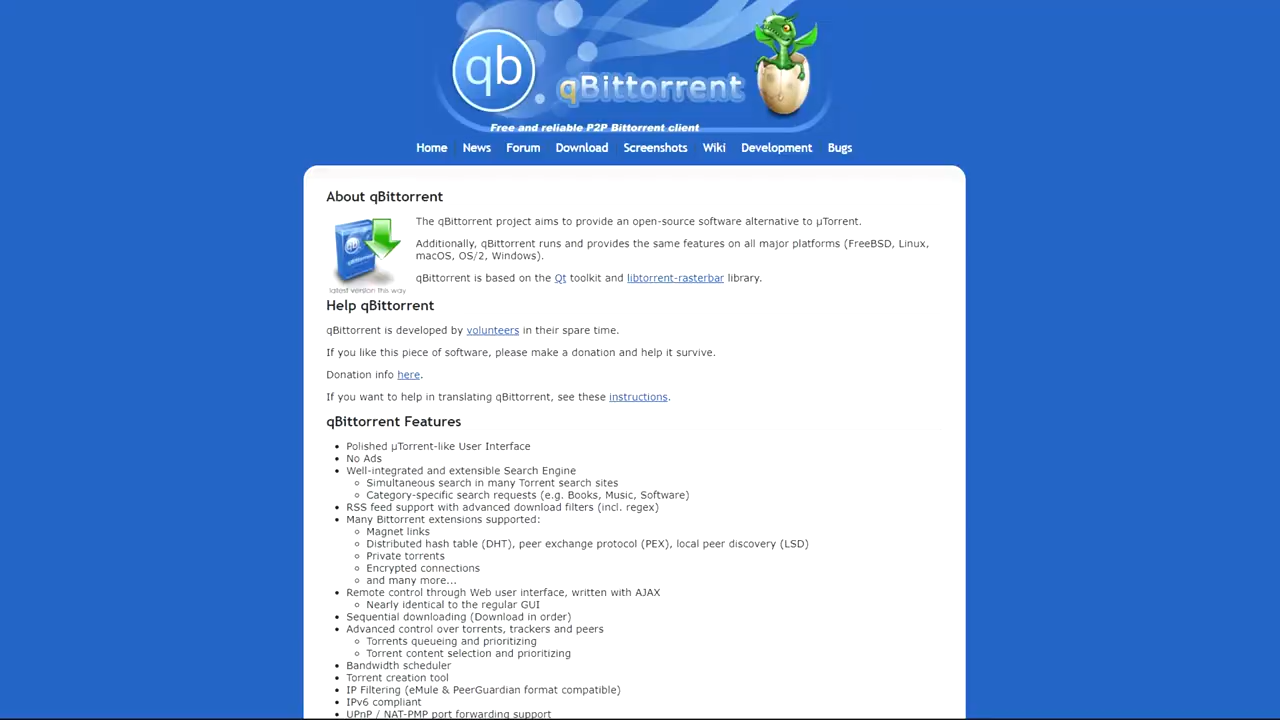 qb
qBittorrent
Free and reliable P2P Bittorrent client
Home News Forum Download Screenshots Wiki Development Bugs
About qBittorrent
The qBittorrent project aims to provide an open-source software alternative to µTorrent.
Additionally, qBittorrent runs and provides the same features on all major platforms (FreeBSD, Linux,
macOS, OS/2, Windows).
qBittorrent is based on the Qt toolkit and libtorrent-rasterbar library.
qb
qBittorrent
latest version this way
Help qBittorrent
qBittorrent is developed by volunteers in their spare time.
If you like this piece of software, please make a donation and help it survive.
Donation info here.
If you want to help in translating qBittorrent, see these instructions.
qBittorrent Features
Polished µTorrent-like User Interface
No Ads
Well-integrated and extensible Search Engine
Simultaneous search in many Torrent search sites
Category-specific search requests (e.g. Books, Music, Software)
RSS feed support with advanced download filters (incl. regex)
Many Bittorrent extensions supported:
Magnet links
Distributed hash table (DHT), peer exchange protocol (PEX), local peer discovery (LSD)
Private torrents
Encrypted connections
and many more...
Remote control through Web user interface, written with AJAX
Nearly identical to the regular GUI
Sequential downloading (Download in order)
Advanced control over torrents, trackers and peers
Torrents queueing and prioritizing
Torrent content selection and prioritizing
Bandwidth scheduler
Torrent creation tool
IP Filtering (eMule & PeerGuardian format compatible)
IPv6 compliant
UPnP / NAT-PMP port forwarding support